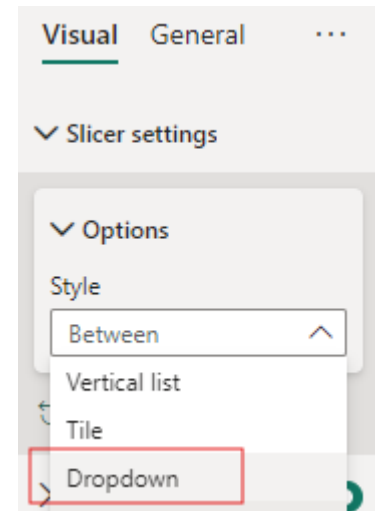 Visual General ...
Slicer settings
Options
Style
Between
Vertical list
Tile
Dropdown